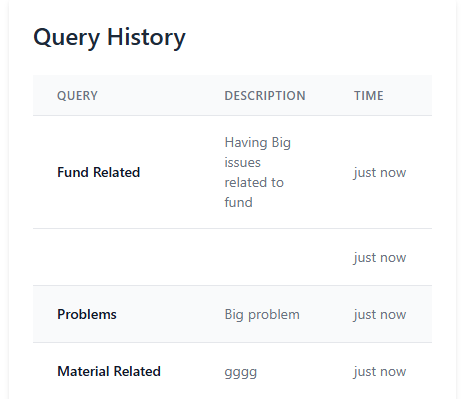 Query History
QUERY DESCRIPTION TIME
Fund Related Having Big issues related to fund just now
just now
Problems Big problem just now
Material Related gggg just now